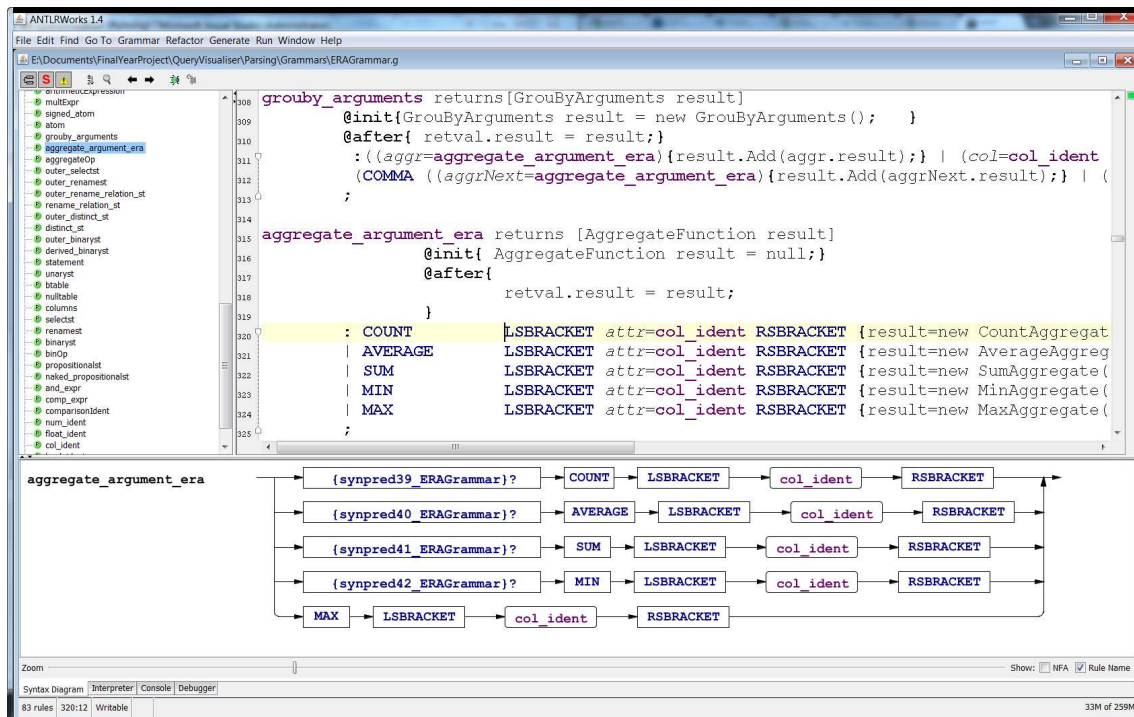 ANTLRWorks 1.4
File Edit Find Go To Grammar Refactor Generate Run Window Help
E:\Documents\FinalYearProject\QueryVisualiser\Parsing\Grammars\ERAGrammar.g
arithmeticExpression
multExpr
signed_atom
atom
grouby_arguments
aggregate_argument_era
aggregateOp
outer_selectst
outer_renamest
outer_rename_relation_st
rename_relation_st
outer_distinct_st
distinct_st
outer_binaryst
derived_binaryst
statement
unaryst
btable
nulltable
columns
selectst
renamest
binaryst
binOp
propositionalst
naked_propositionalst
and_expr
comp_expr
comparisonIdent
num_ident
float_ident
col_ident
308 grouby_arguments returns[GrouByArguments result]
309 @init{GrouByArguments result = new GrouByArguments(); }
310 @after{ retval.result = result;}
311 :((aggr=aggregate_argument_era){result.Add(aggr.result);} | (col=col_ident
312 (COMMA ((aggrNext=aggregate_argument_era){result.Add(aggrNext.result);} | (
313 ;
314
315 aggregate_argument_era returns [AggregateFunction result]
316 @init{ AggregateFunction result = null;}
317 @after{
318 retval.result = result;
319 }
320 : COUNT LSBRACKET attr=col_ident RSBRACKET {result=new CountAggregat
321 | AVERAGE LSBRACKET attr=col_ident RSBRACKET {result=new AverageAggreg
322 | SUM LSBRACKET attr=col_ident RSBRACKET {result=new SumAggregate(
323 | MIN LSBRACKET attr=col_ident RSBRACKET {result=new MinAggregate(
324 | MAX LSBRACKET attr=col_ident RSBRACKET {result=new MaxAggregate(
325 ;
aggregate_argument_era {synpred39_ERAGrammar}? COUNT LSBRACKET col_ident RSBRACKET
{synpred40_ERAGrammar}? AVERAGE LSBRACKET col_ident RSBRACKET
{synpred41_ERAGrammar}? SUM LSBRACKET col_ident RSBRACKET
{synpred42_ERAGrammar}? MIN LSBRACKET col_ident RSBRACKET
MAX LSBRACKET col_ident RSBRACKET
Zoom Show: NFA Rule Name
Syntax Diagram Interpreter Console Debugger
83 rules 320:12 Writable 33M of 259M